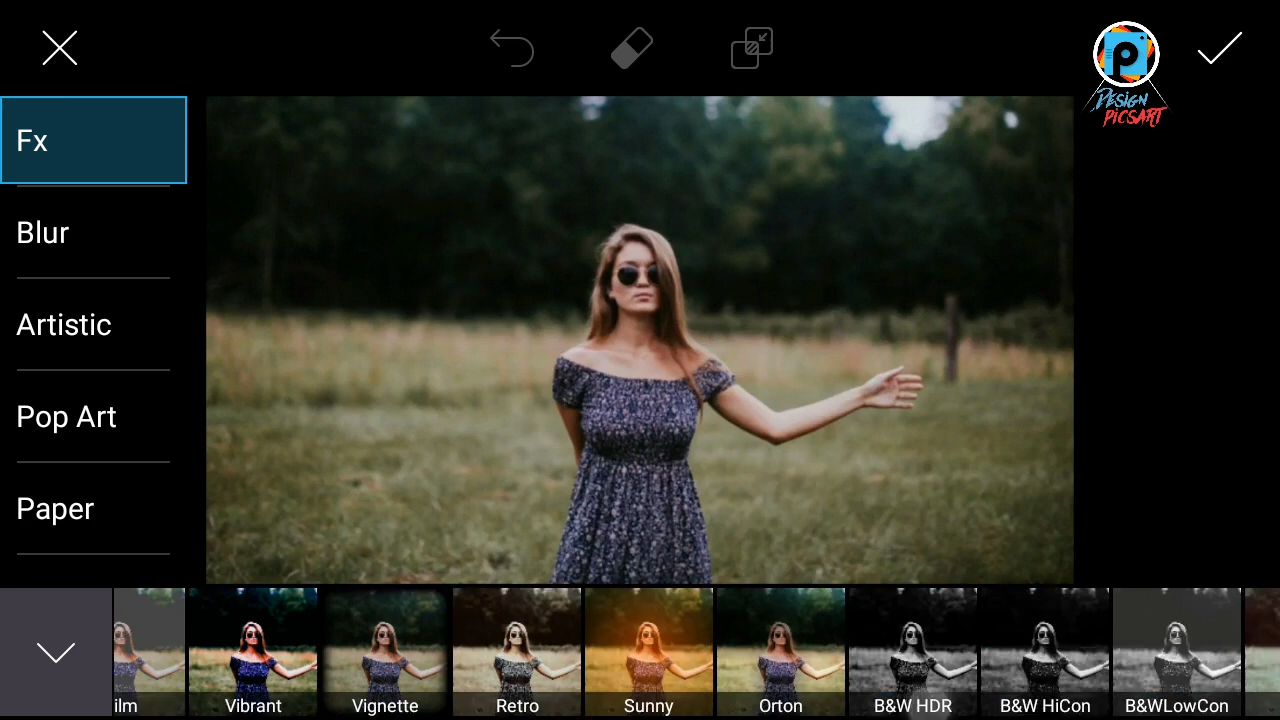 p
DESIGN
PICSART
Fx
Blur
Artistic
Pop Art
Paper
ilm
Vibrant
Vignette
Retro
Sunny
Orton
B&W HDR
B&W HiCon
B&WLowCon